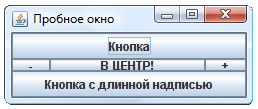 Пробное окно
Кнопка
- В ЦЕНТР! +
Кнопка с длинной надписью